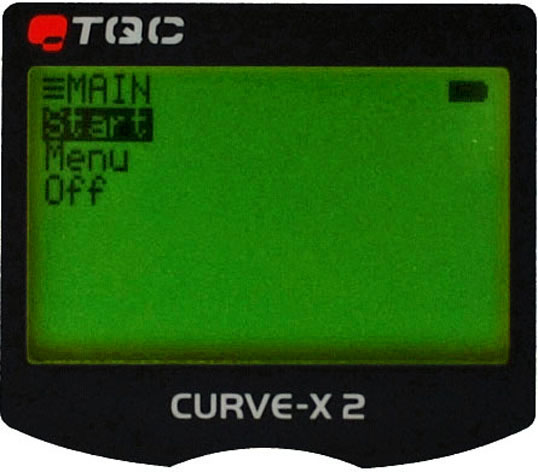 TQC
≡MAIN
Start
Menu
Off
CURVE-X 2